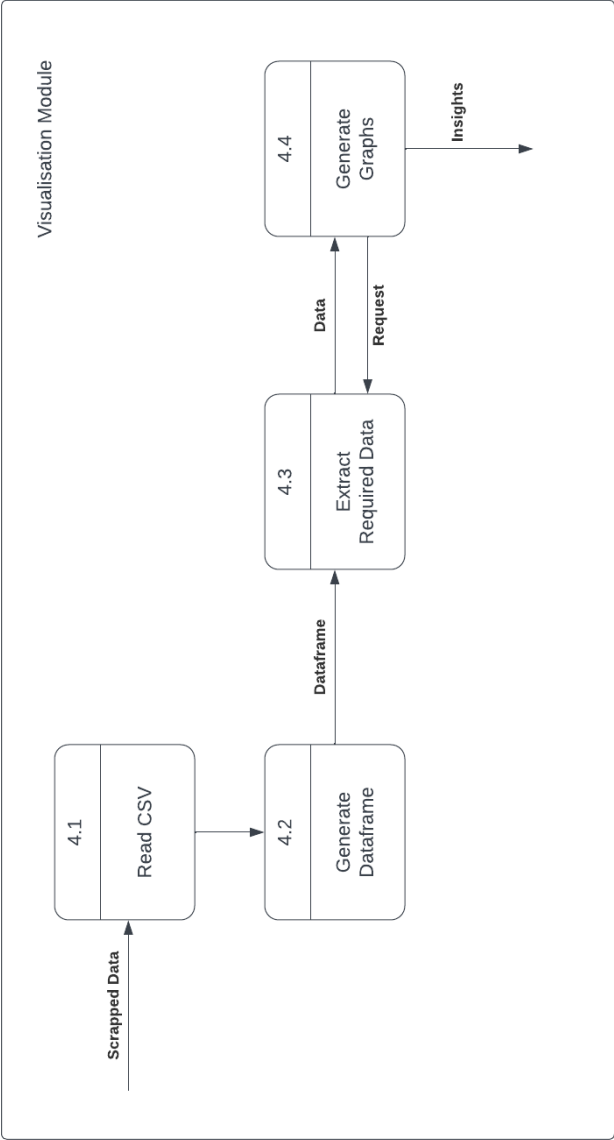 Visualisation Module
Scrapped Data
4.1
Read CSV
4.2
Generate
Dataframe
Dataframe
4.3
Extract
Required Data
Data
Request
4.4
Generate
Graphs
Insights